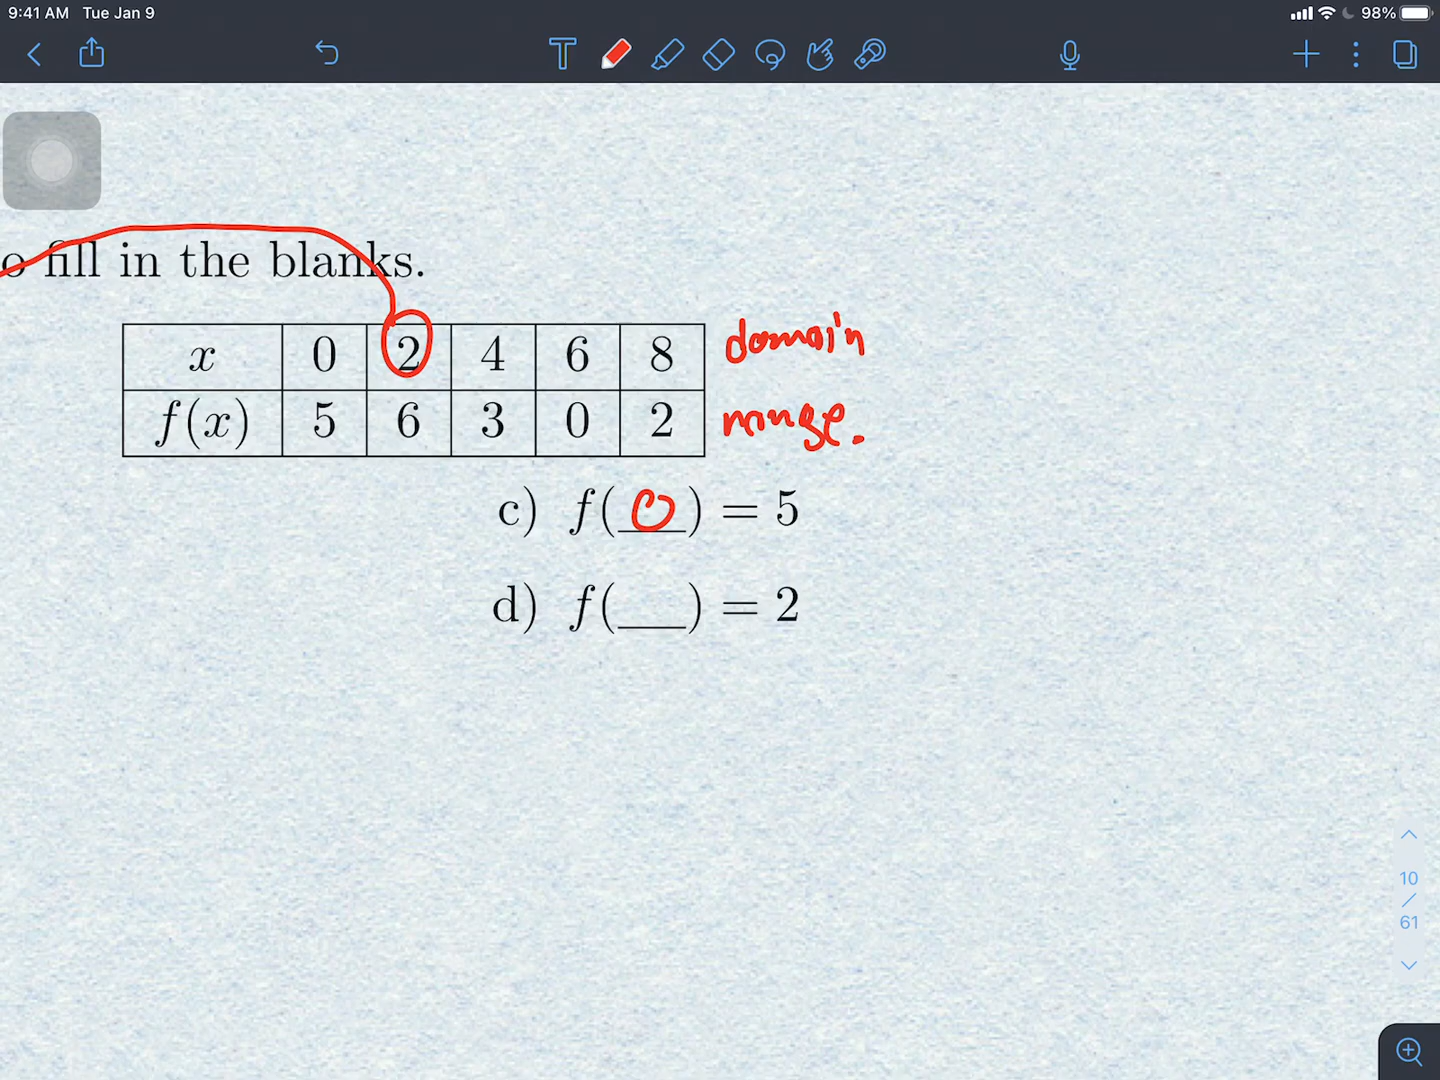 9:41 AM Tue Jan 9 98%
T
o fill in the blanks.
x 0 2 4 6 8 domain
f(x) 5 6 3 0 2 range.
c) f(0) = 5
d) f(__) = 2
10
/
61